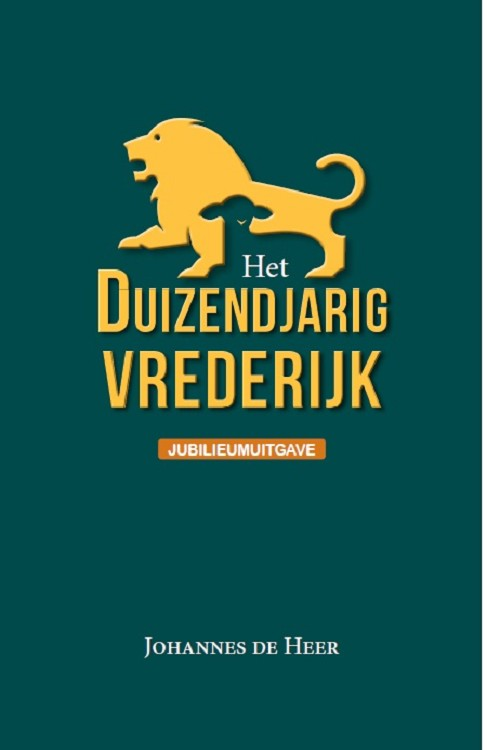 Het
DUIZENDJARIG
VREDERIJK
JUBILIEUMUITGAVE
JOHANNES DE HEER